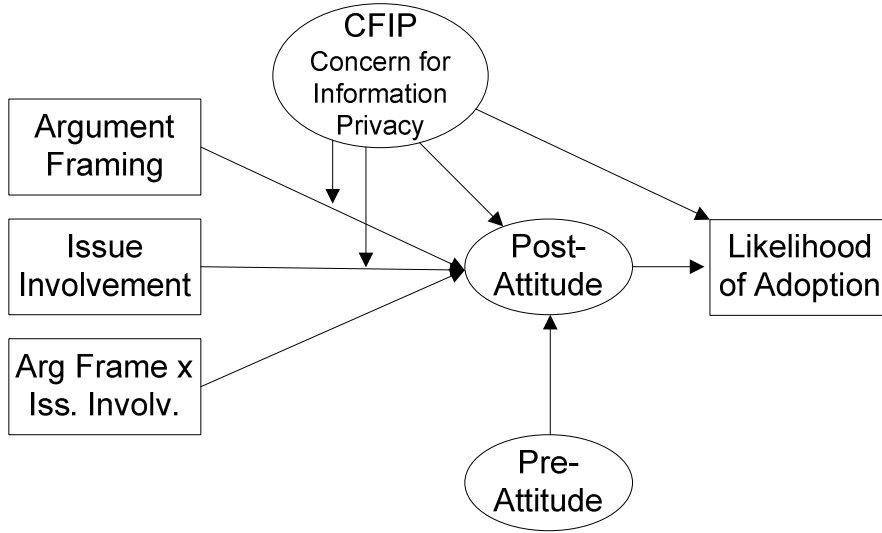 CFIP
Concern for
Information
Privacy
Argument
Framing
Issue
Involvement
Arg Frame x
Iss. Involv.
Post-
Attitude
Likelihood
of Adoption
Pre-
Attitude